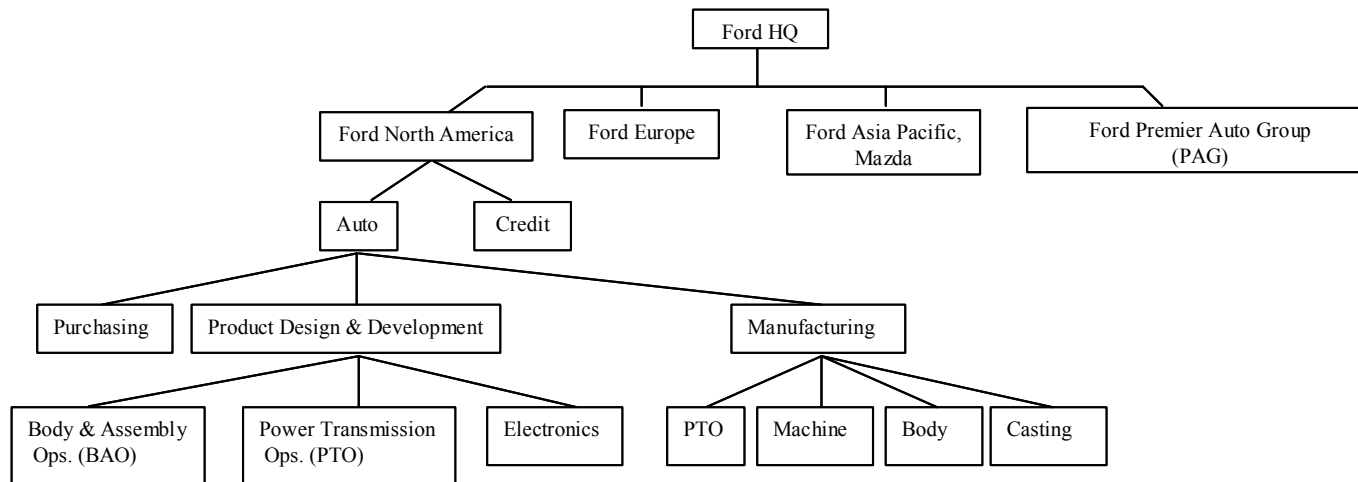 Ford HQ
Ford North America
Ford Europe
Ford Asia Pacific,
Mazda
Ford Premier Auto Group
(PAG)
Auto
Credit
Purchasing
Product Design & Development
Manufacturing
Body & Assembly
Ops. (BAO)
Power Transmission
Ops. (PTO)
Electronics
PTO
Machine
Body
Casting